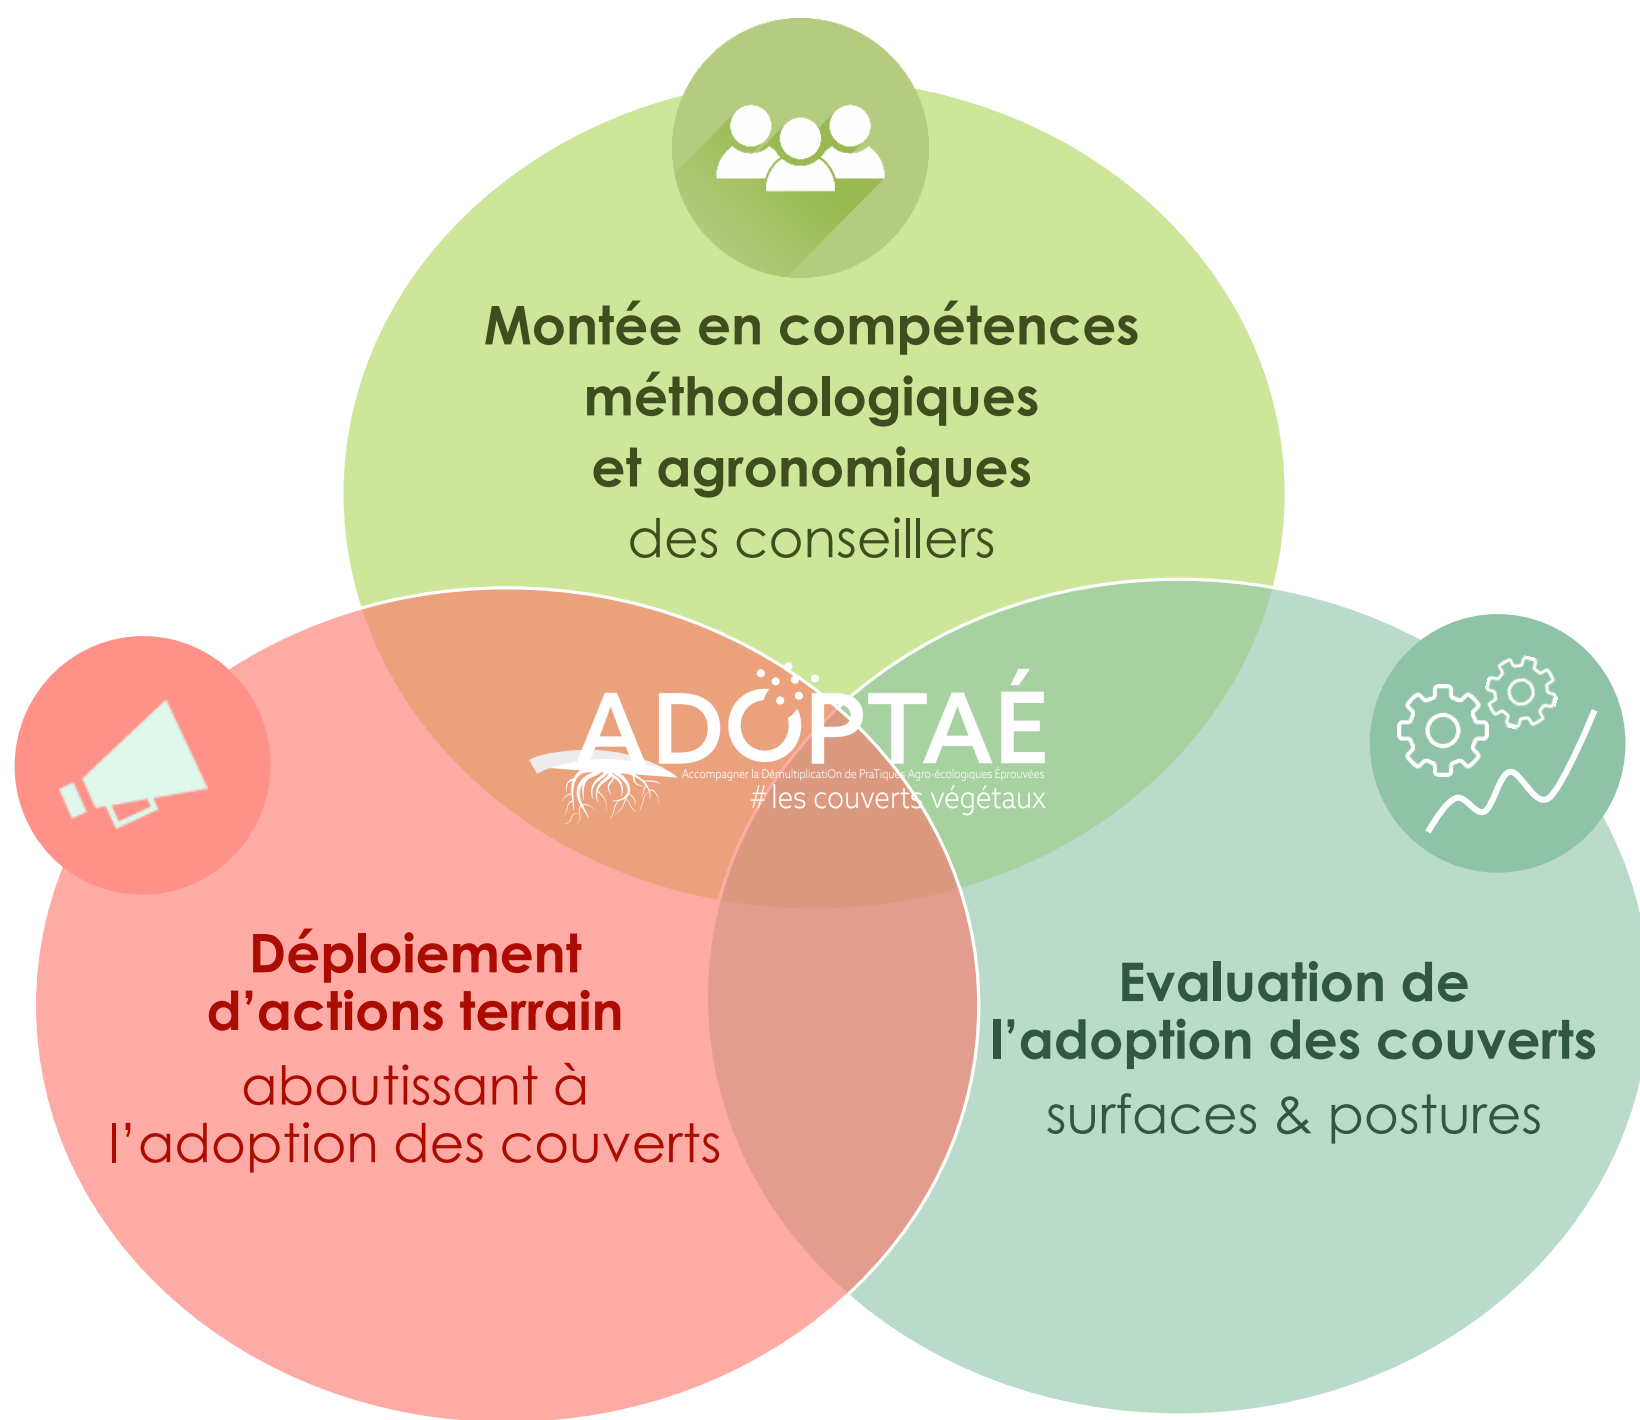 Montée en compétences
méthodologiques
et agronomiques
des conseillers
ADOPTAÉ
Accompagner la DémultiplicatiOn de PraTiques Agro-écologiques Éprouvées
# les couverts végétaux
Déploiement
d’actions terrain
aboutissant à
l’adoption des couverts
Evaluation de
l’adoption des couverts
surfaces & postures